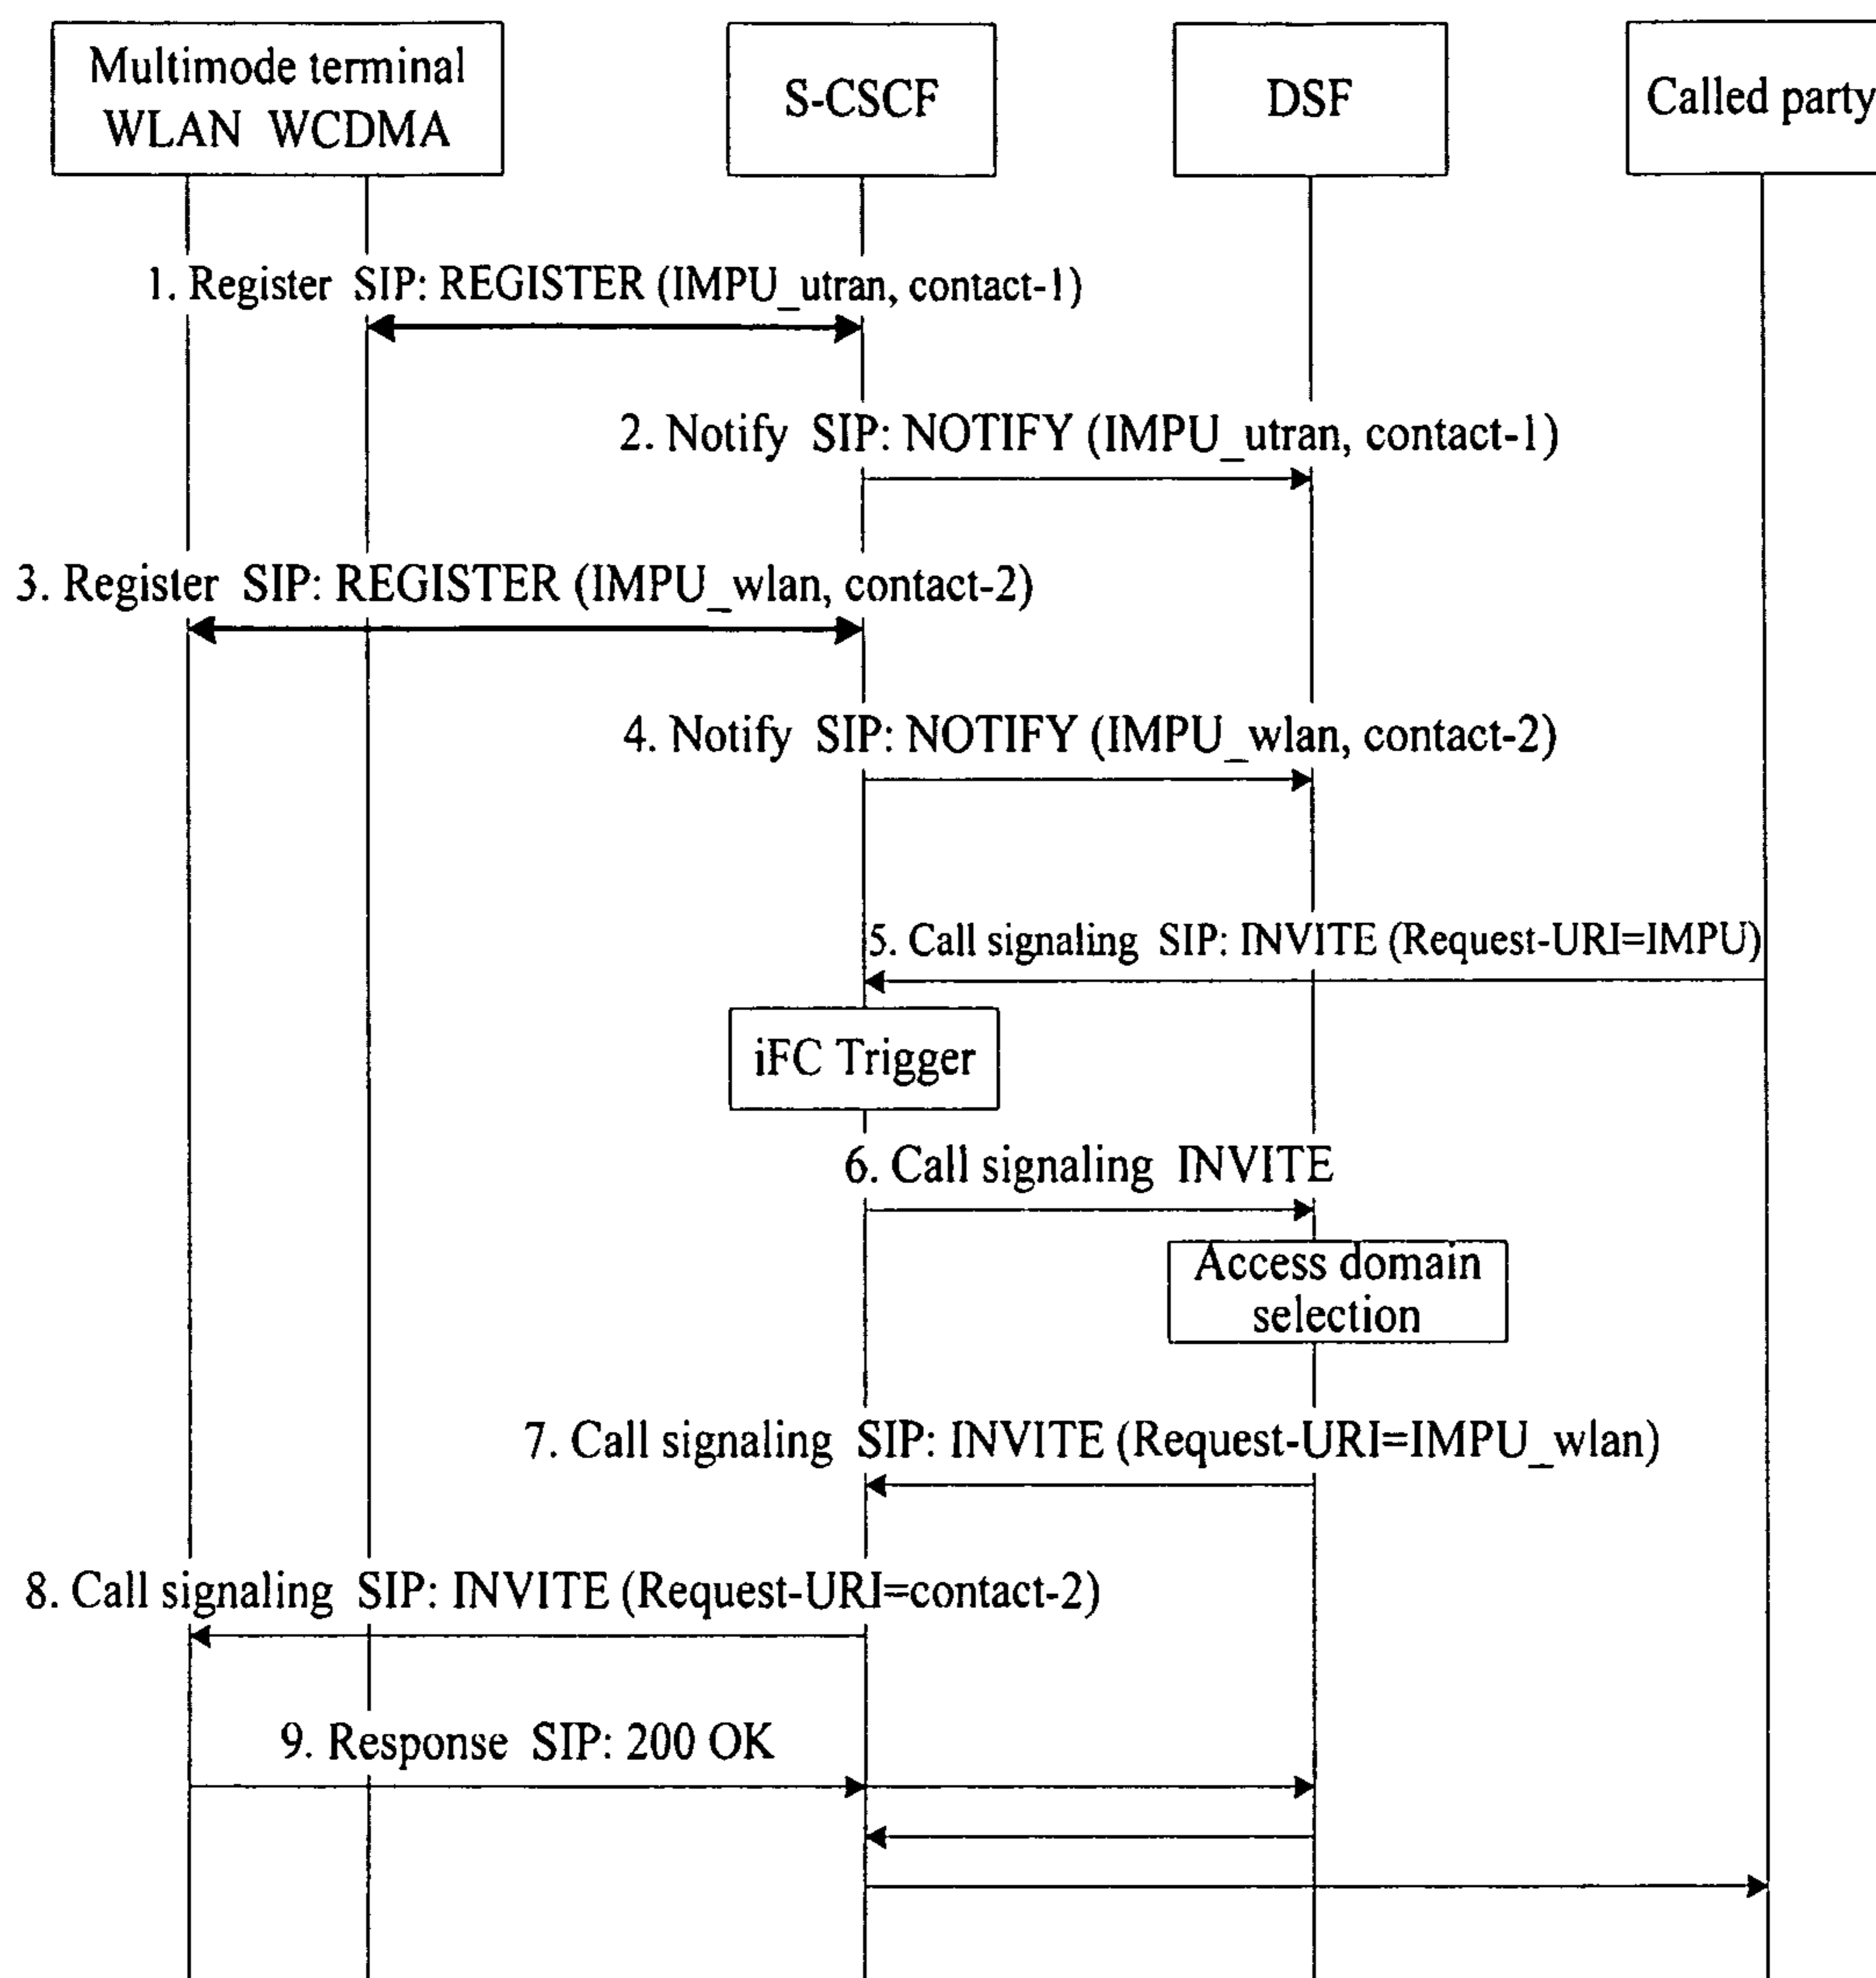 Multimode terminal
WLAN WCDMA
S-CSCF
DSF
Called party
1. Register SIP: REGISTER (IMPU_utran, contact-1)
2. Notify SIP: NOTIFY (IMPU_utran, contact-1)
3. Register SIP: REGISTER (IMPU_wlan, contact-2)
4. Notify SIP: NOTIFY (IMPU_wlan, contact-2)
5. Call signaling SIP: INVITE (Request-URI=IMPU)
iFC Trigger
6. Call signaling INVITE
Access domain
selection
7. Call signaling SIP: INVITE (Request-URI=IMPU_wlan)
8. Call signaling SIP: INVITE (Request-URI=contact-2)
9. Response SIP: 200 OK